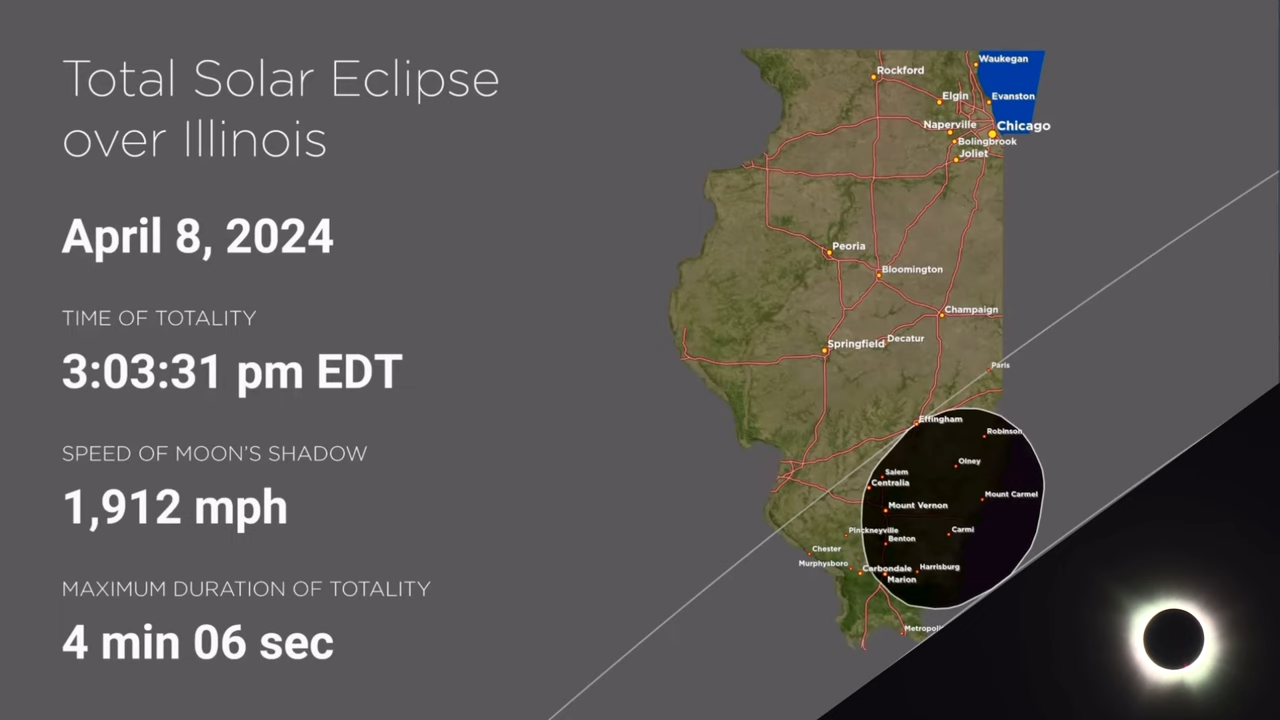 Total Solar Eclipse
over Illinois
April 8, 2024
TIME OF TOTALITY
3:03:31 pm EDT
SPEED OF MOON'S SHADOW
1,912 mph
MAXIMUM DURATION OF TOTALITY
4 min 06 sec
Waukegan
Rockford
Elgin
Evanston
Naperville
Chicago
Bolingbrook
Joliet
Peoria
Bloomington
Champaign
Decatur
Springfield
Paris
Effingham
Robinson
Olney
Salem
Centralia
Mount Carmel
Mount Vernon
Pinckneyville
Carmi
Benton
Chester
Murphysboro
Carbondale
Harrisburg
Marion
Metropoli